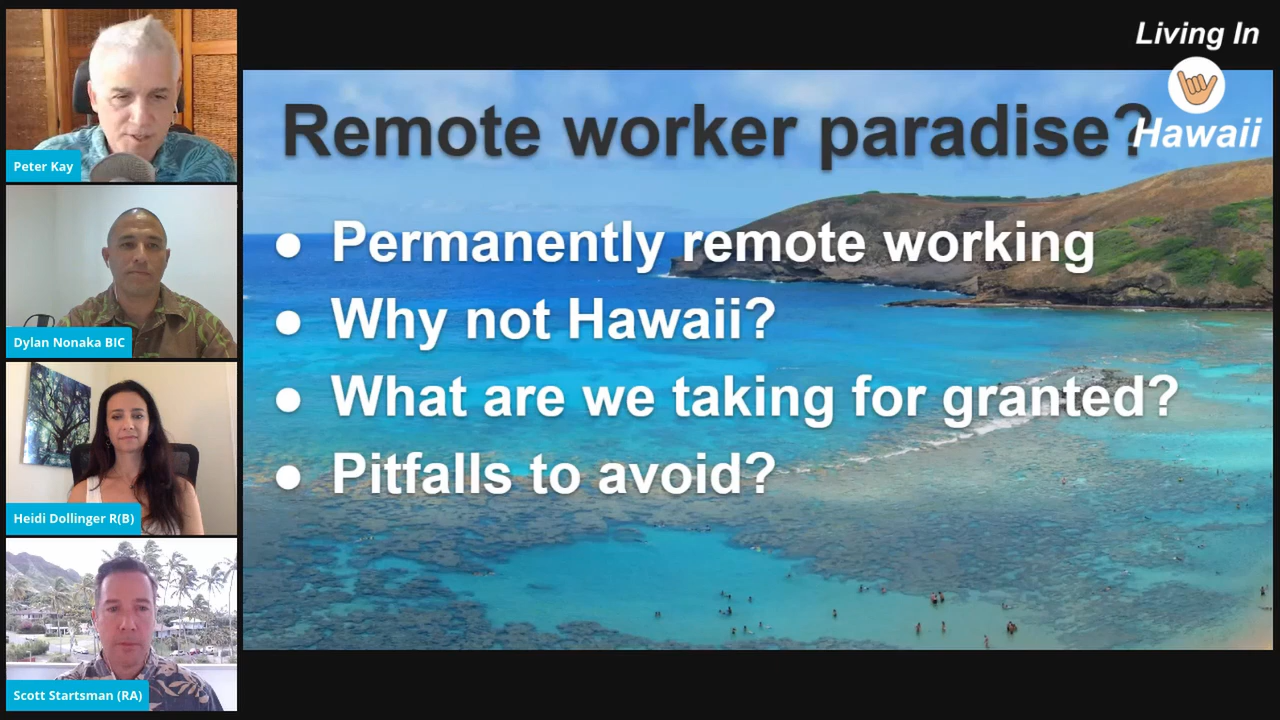 Peter Kay
Dylan Nonaka BIC
Heidi Dollinger R(B)
Scott Startsman (RA)
Living In
Hawaii
Remote worker paradise?
● Permanently remote working
● Why not Hawaii?
● What are we taking for granted?
● Pitfalls to avoid?